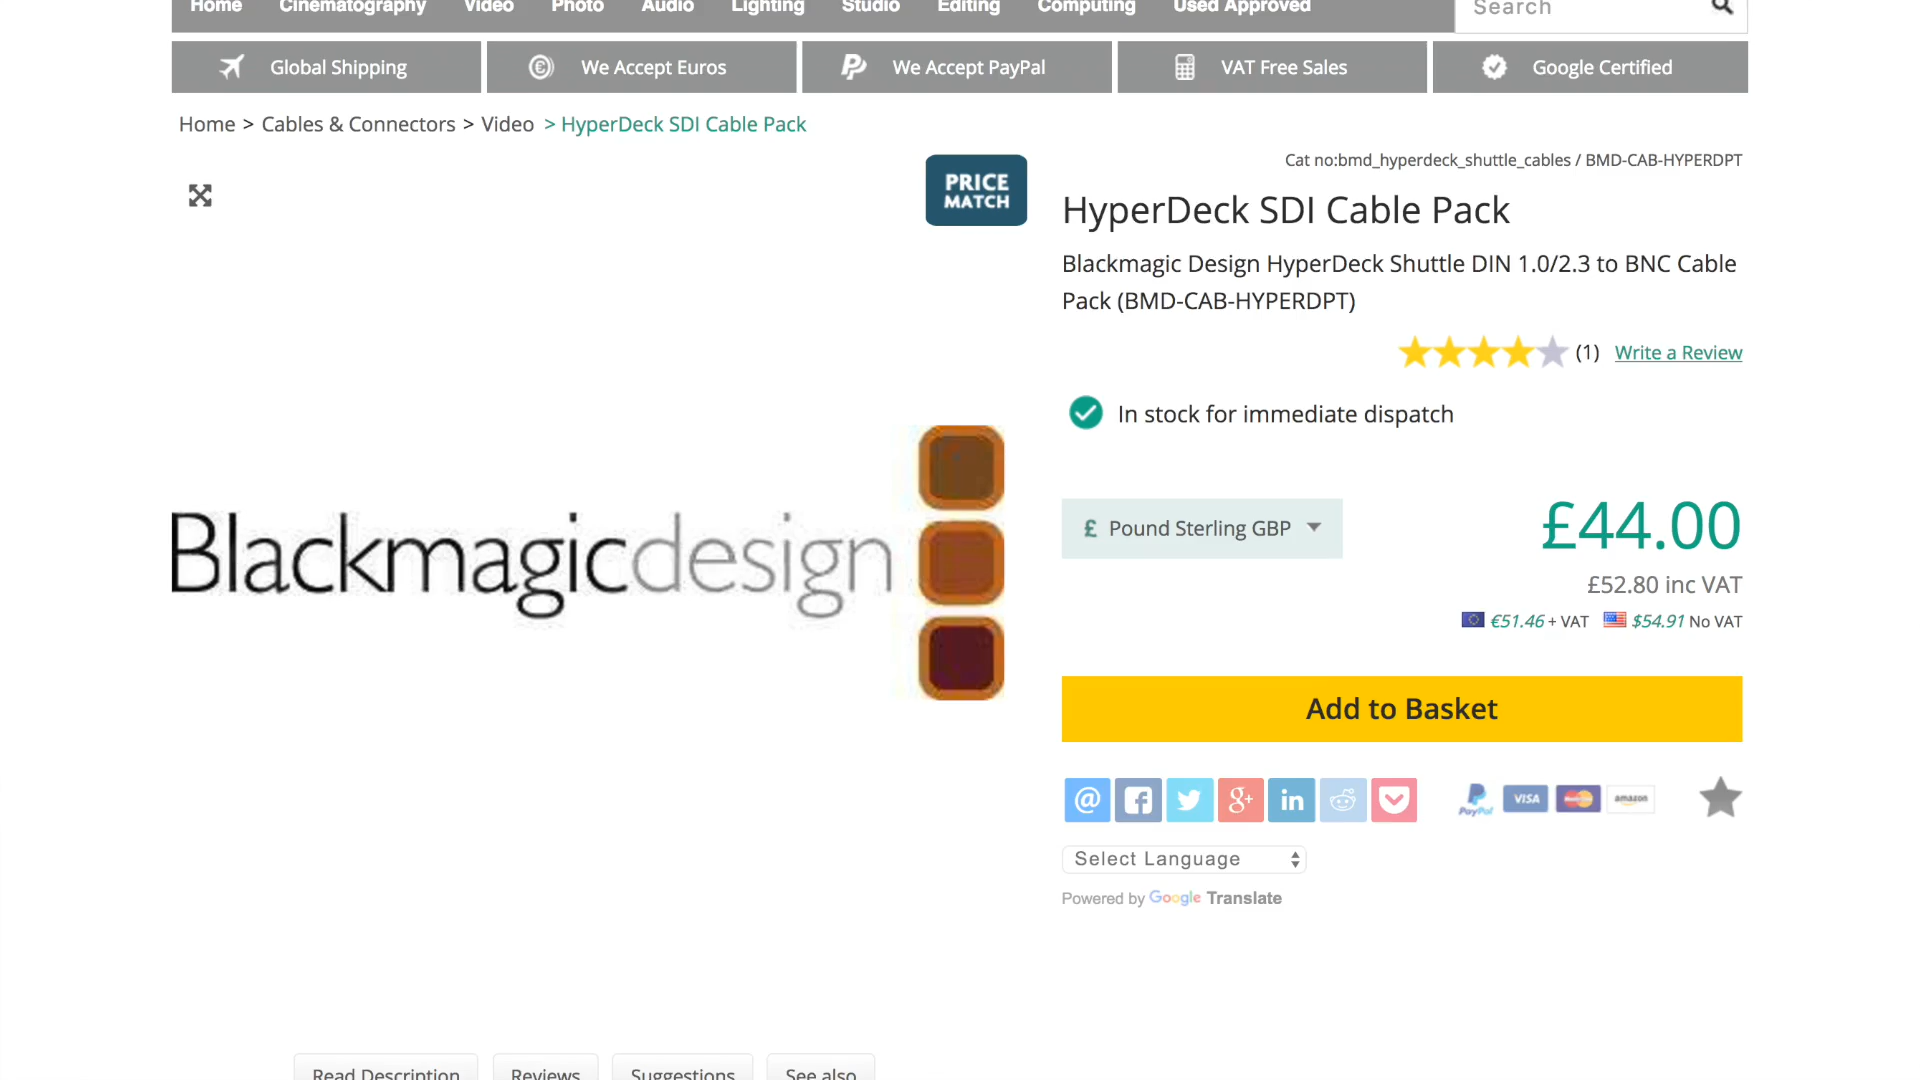 Home Cinematography Video Photo Audio Lighting Studio Editing Computing Used Approved Search
Global Shipping We Accept Euros We Accept PayPal VAT Free Sales Google Certified
Home > Cables & Connectors > Video > HyperDeck SDI Cable Pack
Cat no:bmd_hyperdeck_shuttle_cables / BMD-CAB-HYPERDPT
PRICE
MATCH
HyperDeck SDI Cable Pack
Blackmagic Design HyperDeck Shuttle DIN 1.0/2.3 to BNC Cable
Pack (BMD-CAB-HYPERDPT)
(1) Write a Review
In stock for immediate dispatch
Blackmagicdesign
£ Pound Sterling GBP
£44.00
£52.80 inc VAT
€51.46 + VAT $54.91 No VAT
Add to Basket
PayPal VISA MasterCard amazon
Select Language
Powered by Google Translate
Read Description Reviews Suggestions See also